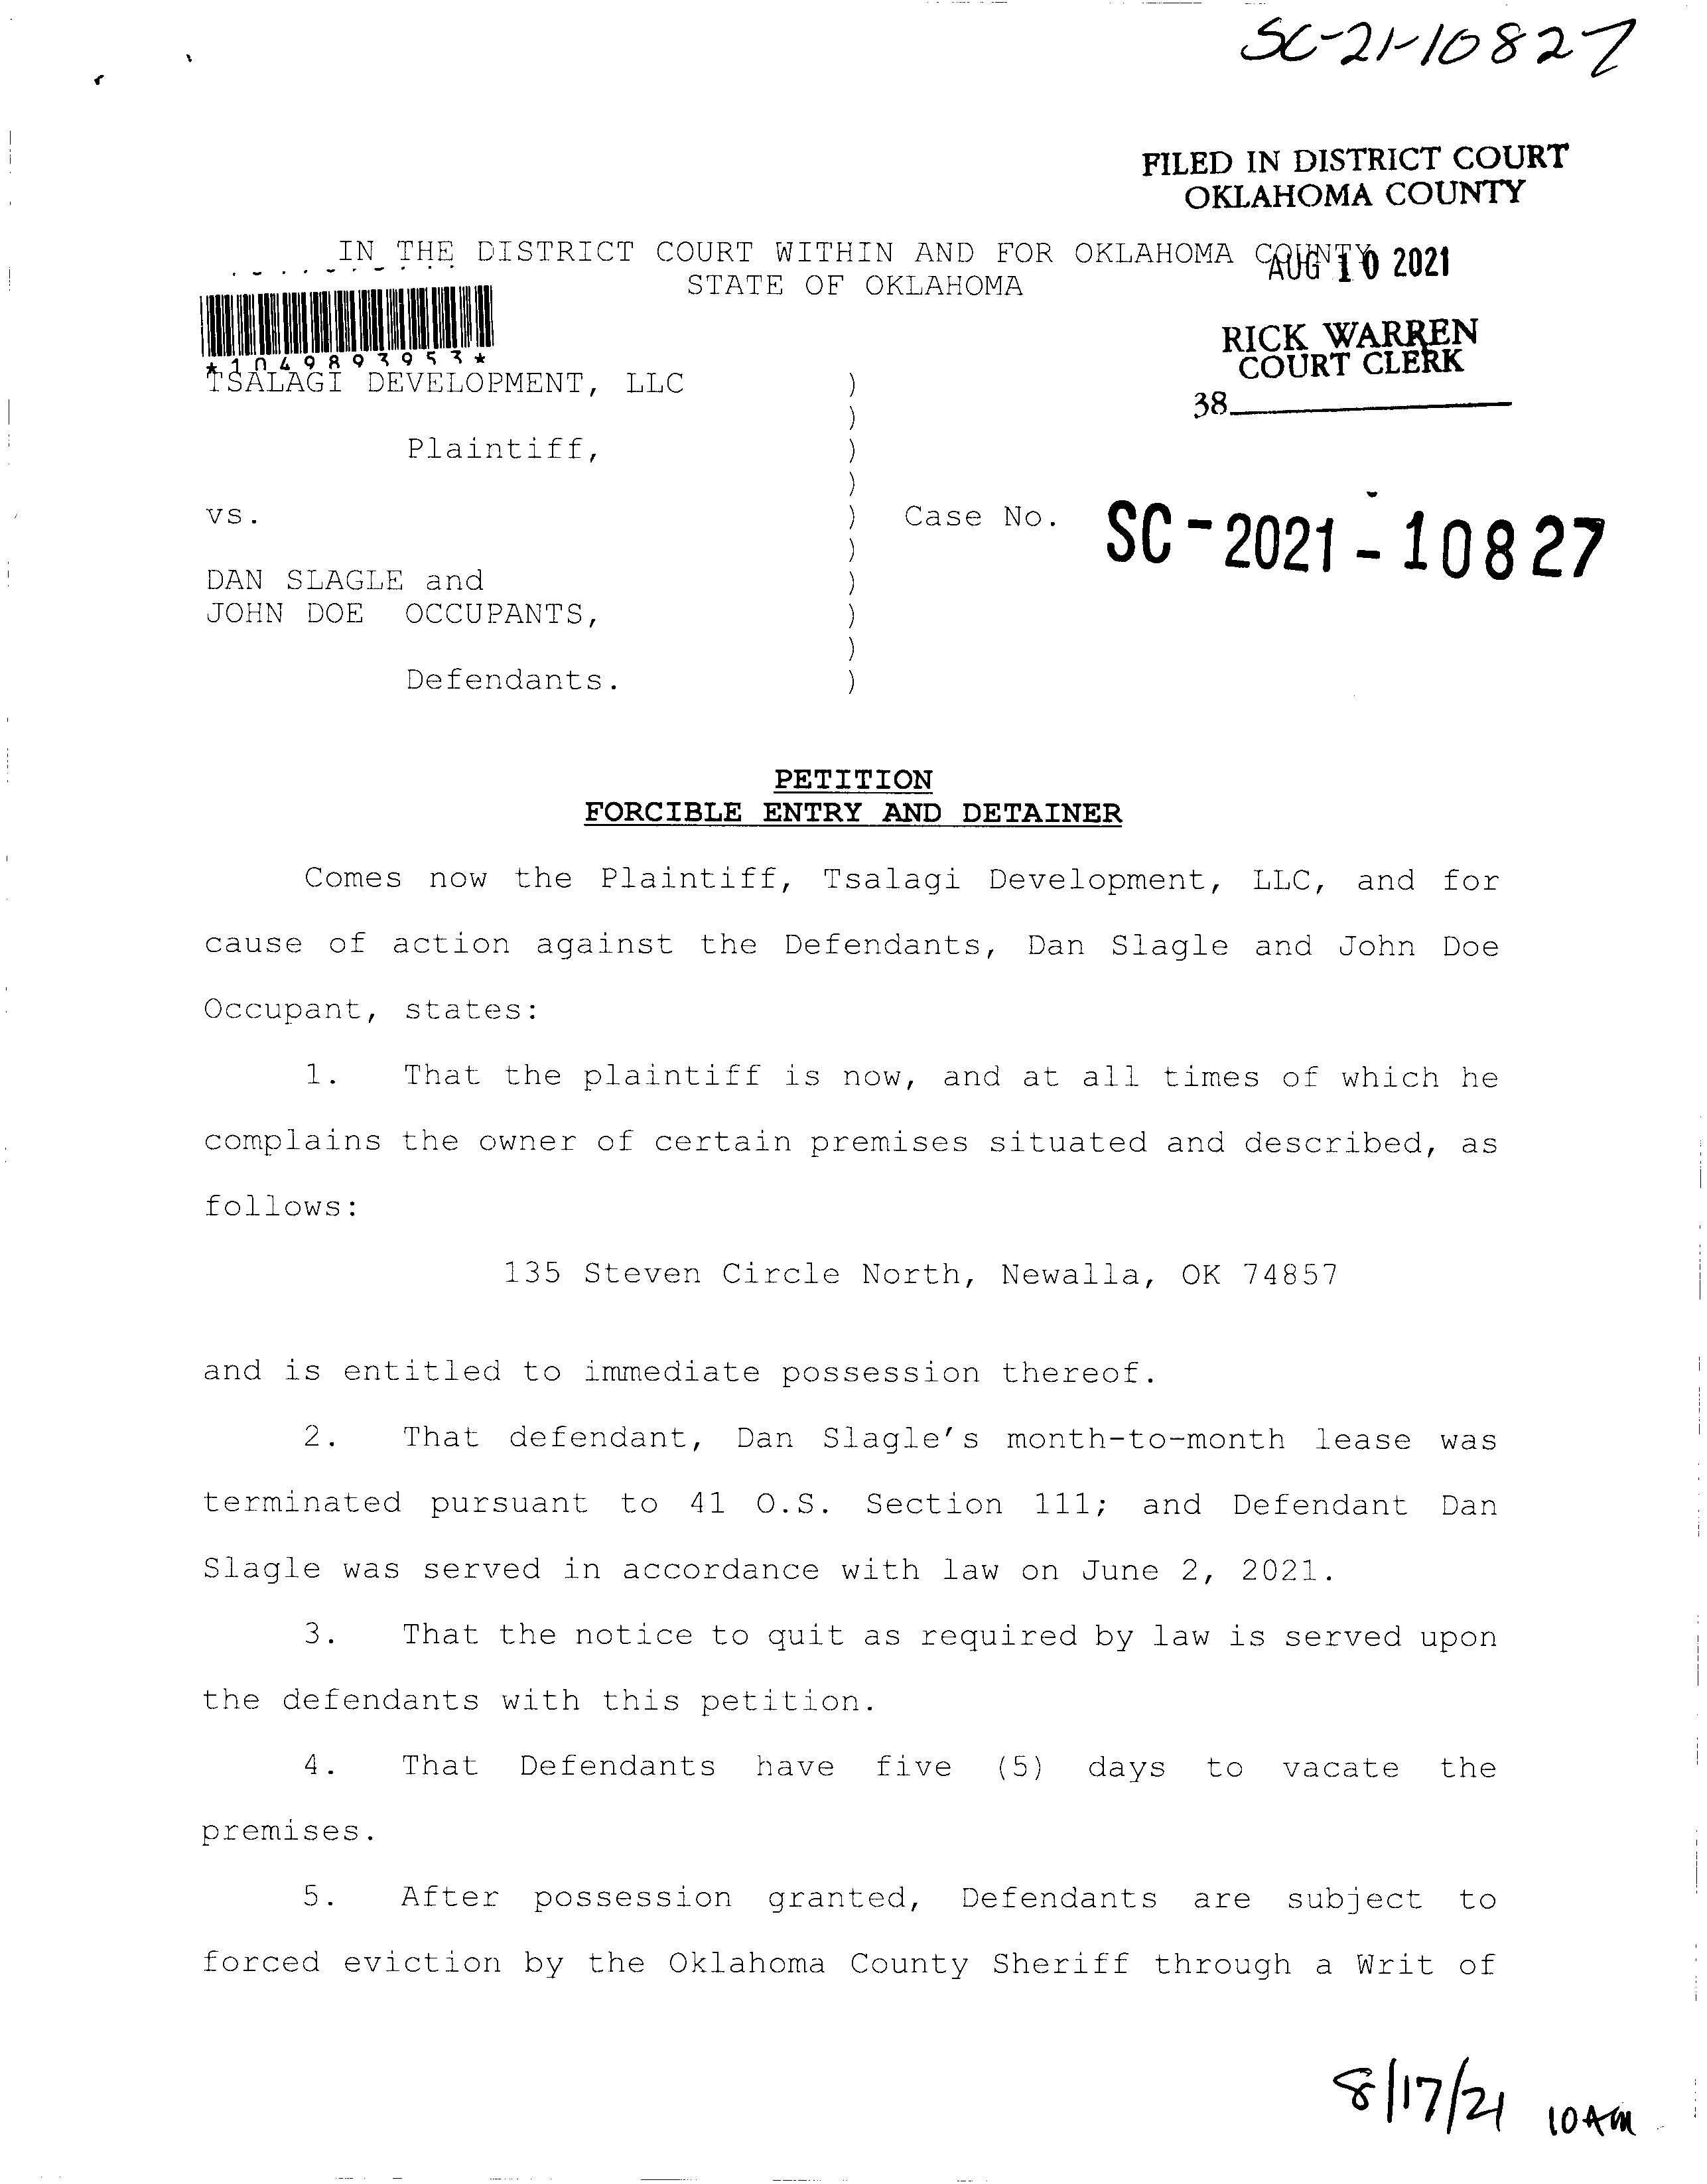 SC-21-10827
FILED IN DISTRICT COURT
OKLAHOMA COUNTY
IN THE DISTRICT COURT WITHIN AND FOR OKLAHOMA COUNTY
AUG 10 2021
STATE OF OKLAHOMA
RICK WARREN
COURT CLERK
38
*1049893953*
TSALAGI DEVELOPMENT, LLC )
)
Plaintiff, )
)
vs. ) Case No. SC-2021-10827
)
DAN SLAGLE and )
JOHN DOE OCCUPANTS, )
)
Defendants. )
PETITION
FORCIBLE ENTRY AND DETAINER
Comes now the Plaintiff, Tsalagi Development, LLC, and for
cause of action against the Defendants, Dan Slagle and John Doe
Occupant, states:
1. That the plaintiff is now, and at all times of which he
complains the owner of certain premises situated and described, as
follows:
135 Steven Circle North, Newalla, OK 74857
and is entitled to immediate possession thereof.
2. That defendant, Dan Slagle's month-to-month lease was
terminated pursuant to 41 O.S. Section 111; and Defendant Dan
Slagle was served in accordance with law on June 2, 2021.
3. That the notice to quit as required by law is served upon
the defendants with this petition.
4. That Defendants have five (5) days to vacate the
premises.
5. After possession granted, Defendants are subject to
forced eviction by the Oklahoma County Sheriff through a Writ of
8/17/21 10AM